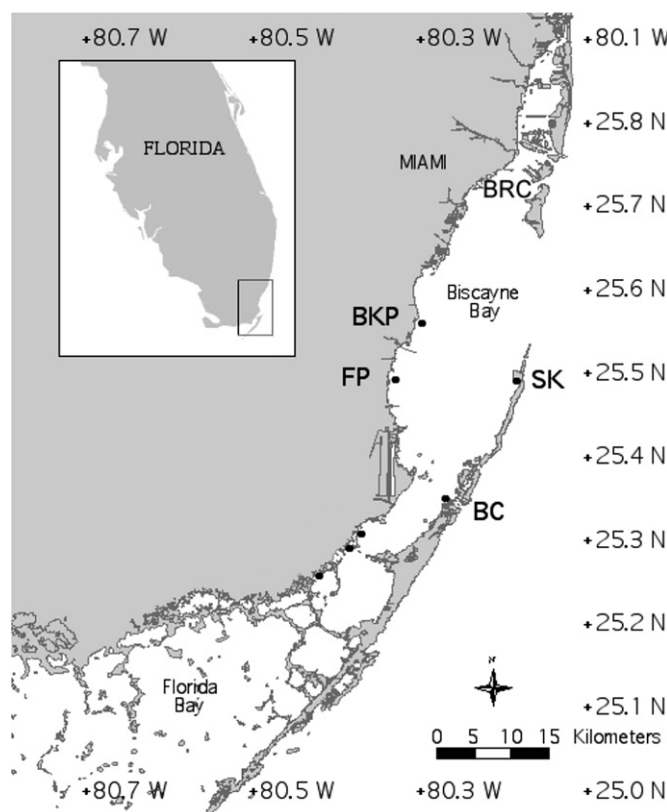 +80.7 W +80.5 W +80.3 W +80.1 W
+25.8 N
FLORIDA
MIAMI
BRC
+25.7 N
Biscayne
Bay
+25.6 N
BKP
FP
SK
+25.5 N
+25.4 N
BC
+25.3 N
+25.2 N
Florida
Bay
N
+25.1 N
0 5 10 15 Kilometers
+80.7 W +80.5 W +80.3 W +25.0 N